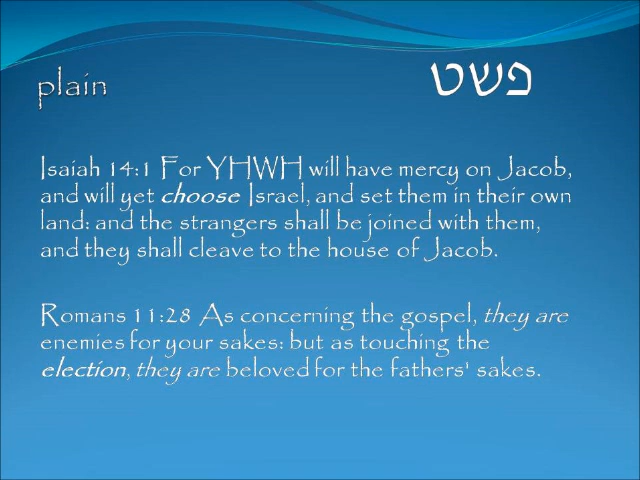 plain פשט
Isaiah 14:1 For YHWH will have mercy on Jacob,
and will yet choose Israel, and set them in their own
land: and the strangers shall be joined with them,
and they shall cleave to the house of Jacob.
Romans 11:28 As concerning the gospel, they are
enemies for your sakes: but as touching the
election, they are beloved for the fathers' sakes.